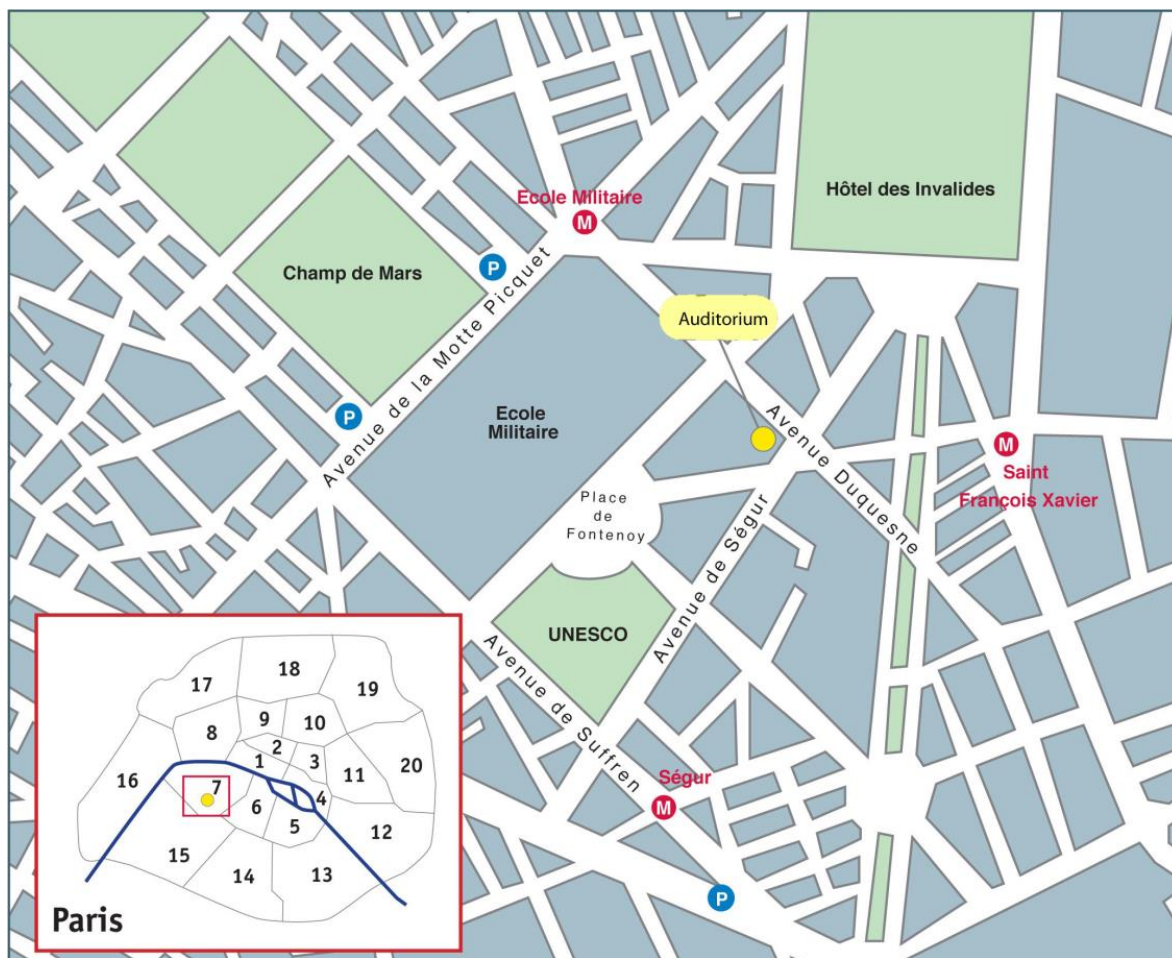 Ecole Militaire
M
Hôtel des Invalides
P
Champ de Mars
Avenue de la Motte Picquet
Auditorium
P
Ecole
Militaire
Avenue Duquesne
M
Saint
François Xavier
Place
de
Fontenoy
Avenue de Ségur
UNESCO
Avenue de Suffren
Ségur
M
P
18
17
19
9
10
8
2
3
1
11
20
16
7
4
6
5
12
15
14
13
Paris